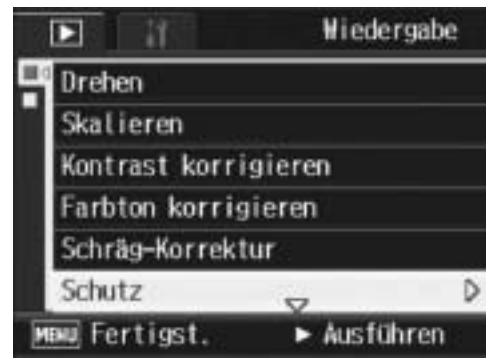 Wiedergabe
Drehen
Skalieren
Kontrast korrigieren
Farbton korrigieren
Schräg-Korrektur
Schutz
MENU Fertigst. Ausführen